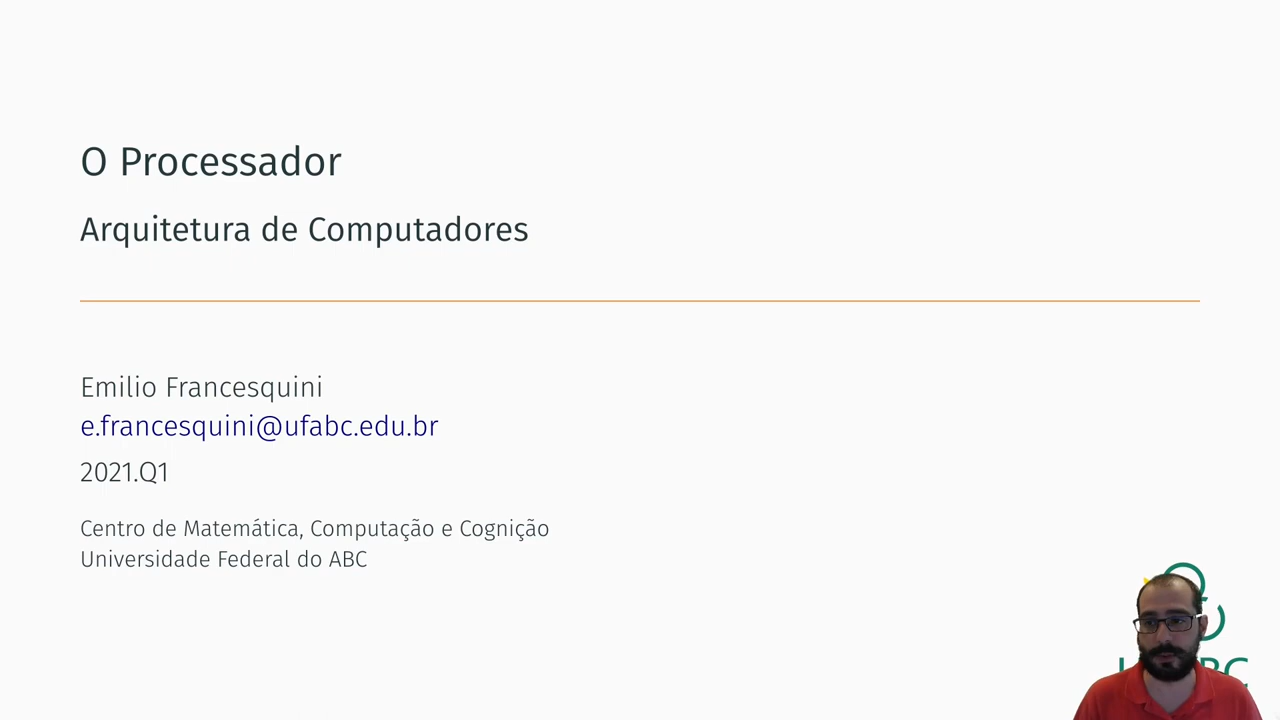 O Processador
Arquitetura de Computadores
Emilio Francesquini
e.francesquini@ufabc.edu.br
2021.Q1
Centro de Matemática, Computação e Cognição
Universidade Federal do ABC